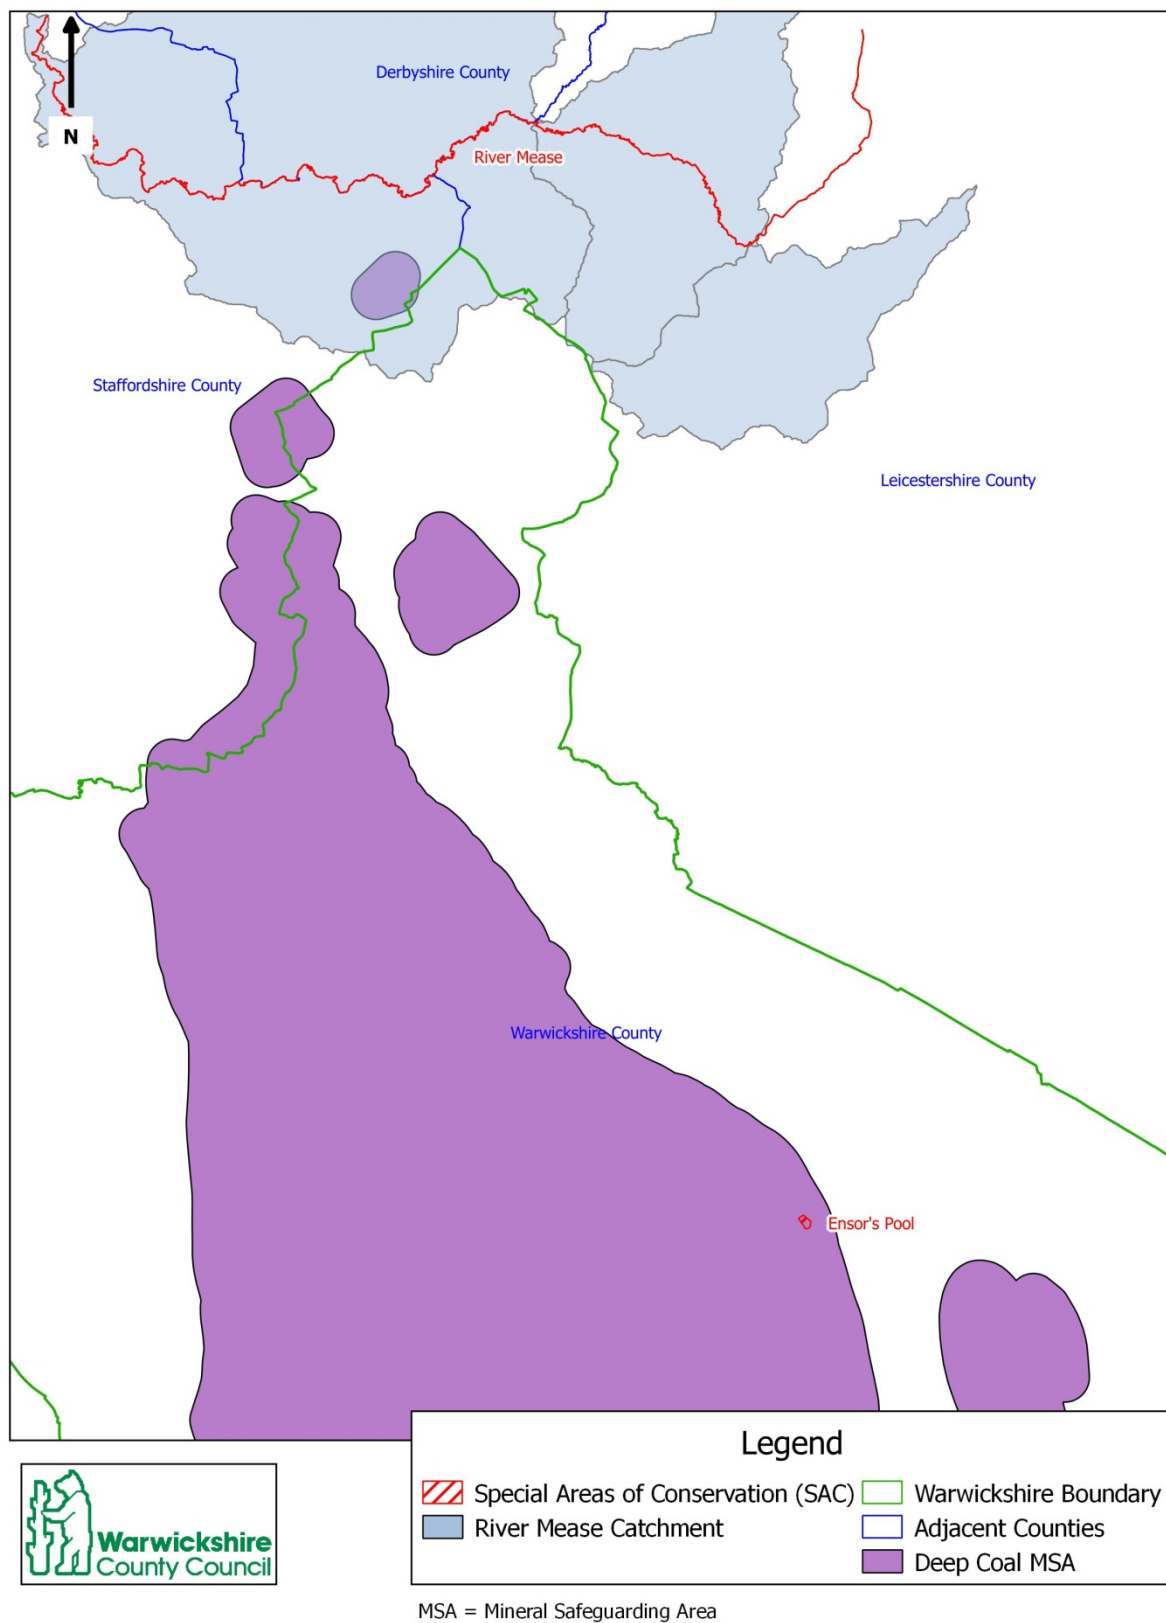 Derbyshire County
N
River Mease
Staffordshire County
Leicestershire County
Warwickshire County
Ensor's Pool
Legend
Special Areas of Conservation (SAC)
Warwickshire Boundary
River Mease Catchment
Adjacent Counties
Deep Coal MSA
Warwickshire
County Council
MSA = Mineral Safeguarding Area